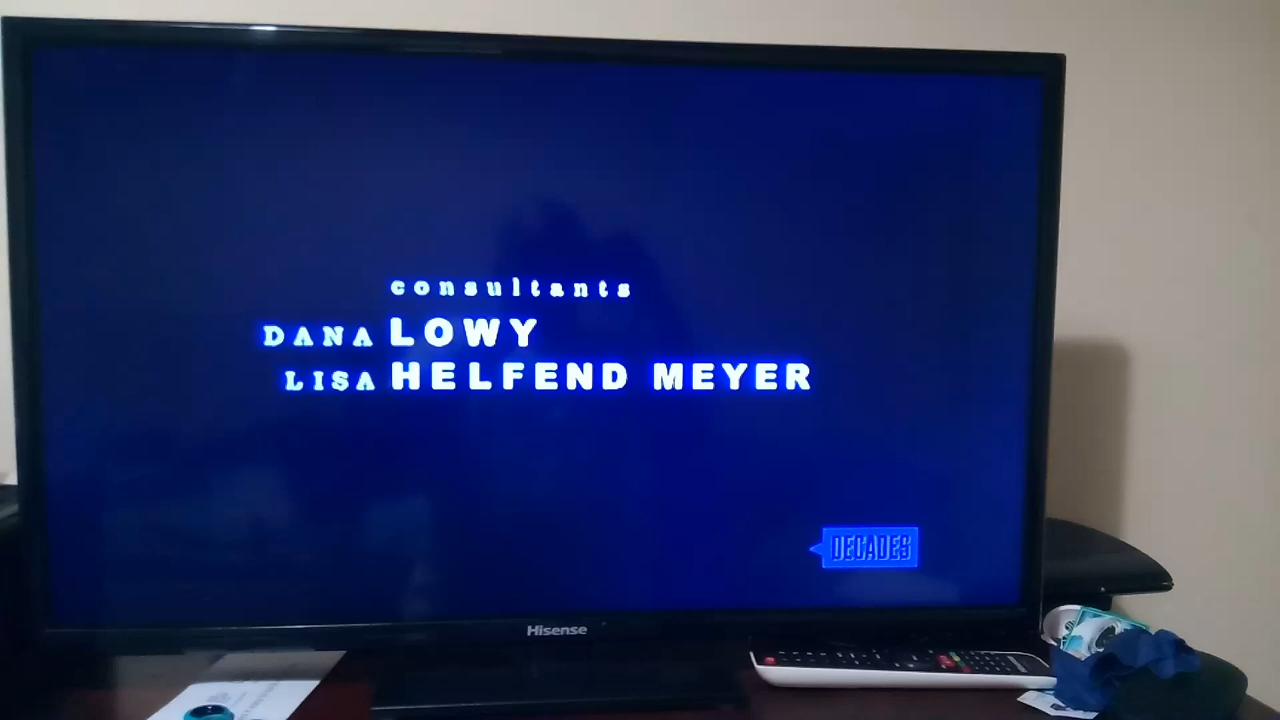 consultants
DANA LOWY
LISA HELFEND MEYER
DECADES
Hisense